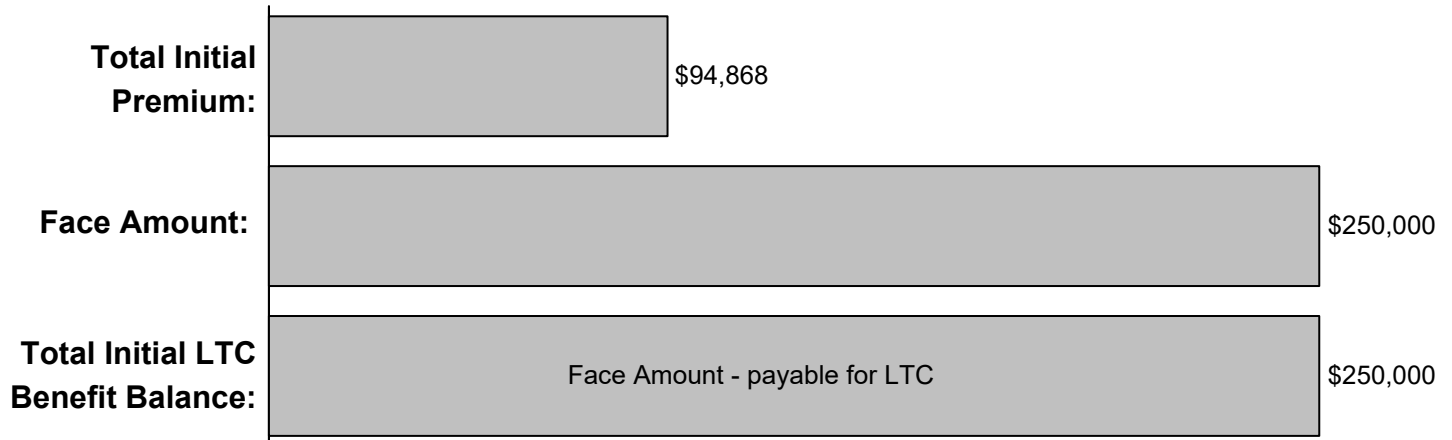 Total Initial
Premium:
$94,868
Face Amount:
$250,000
Total Initial LTC
Benefit Balance:
Face Amount - payable for LTC
$250,000